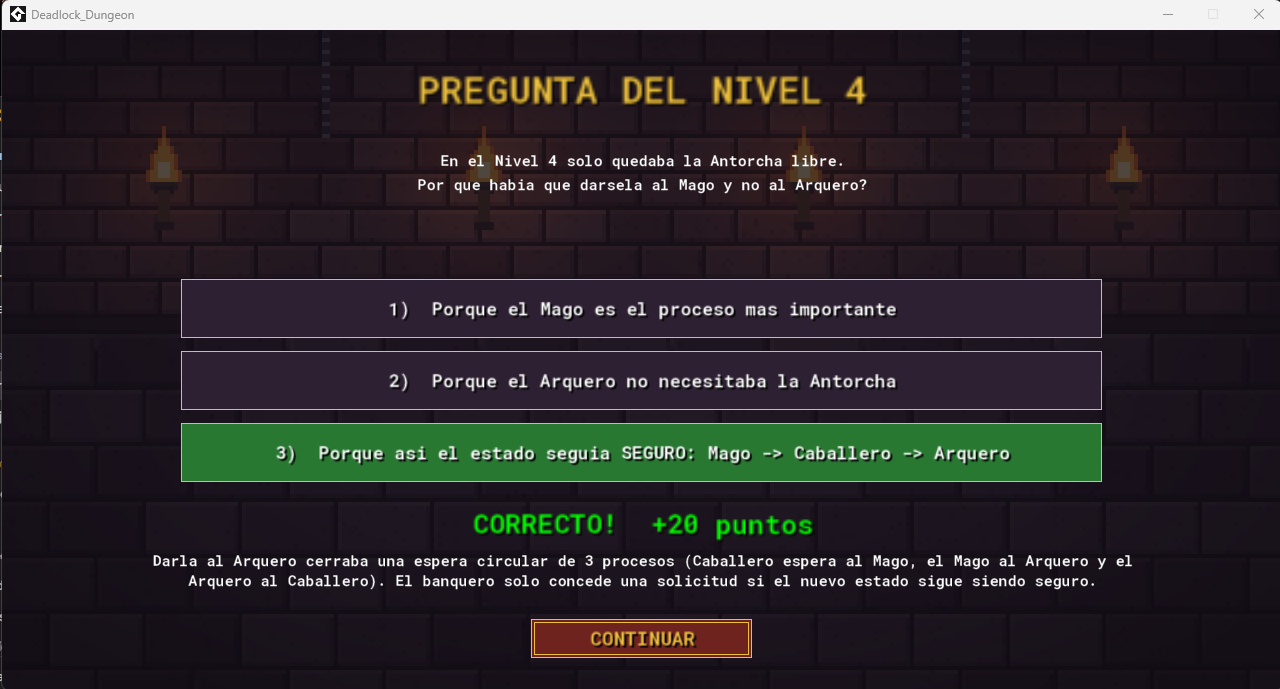 Deadlock_Dungeon
PREGUNTA DEL NIVEL 4
En el Nivel 4 solo quedaba la Antorcha libre.
Por que habia que darsela al Mago y no al Arquero?
1) Porque el Mago es el proceso mas importante
2) Porque el Arquero no necesitaba la Antorcha
3) Porque asi el estado seguia SEGURO: Mago -> Caballero -> Arquero
CORRECTO! +20 puntos
Darla al Arquero cerraba una espera circular de 3 procesos (Caballero espera al Mago, el Mago al Arquero y el
Arquero al Caballero). El banquero solo concede una solicitud si el nuevo estado sigue siendo seguro.
CONTINUAR